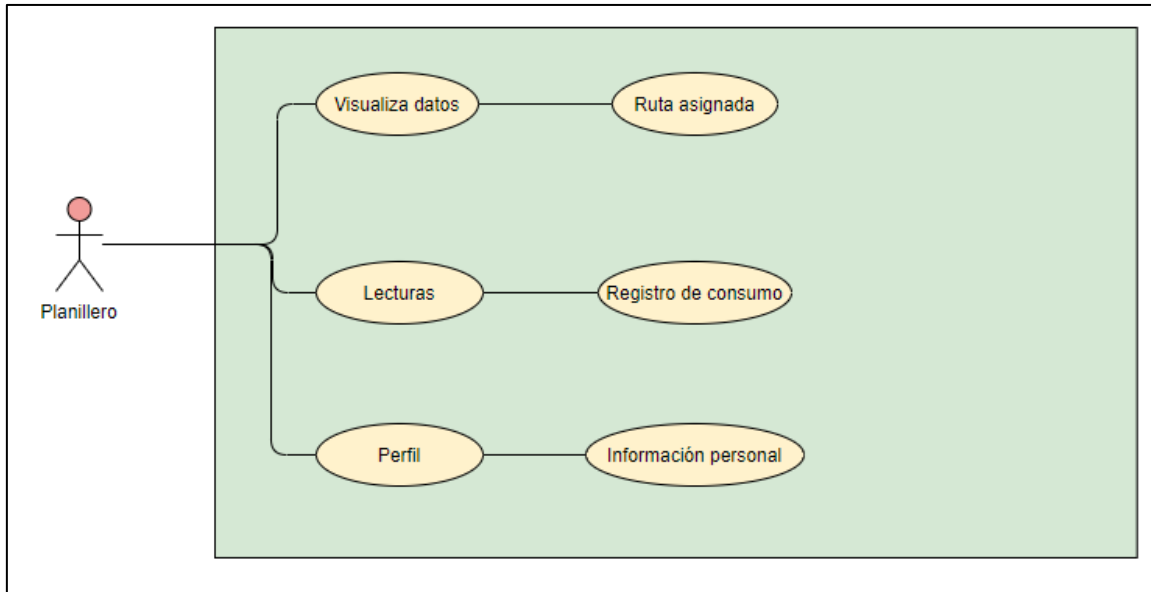 Visualiza datos
Ruta asignada
Planillero
Lecturas
Registro de consumo
Perfil
Información personal